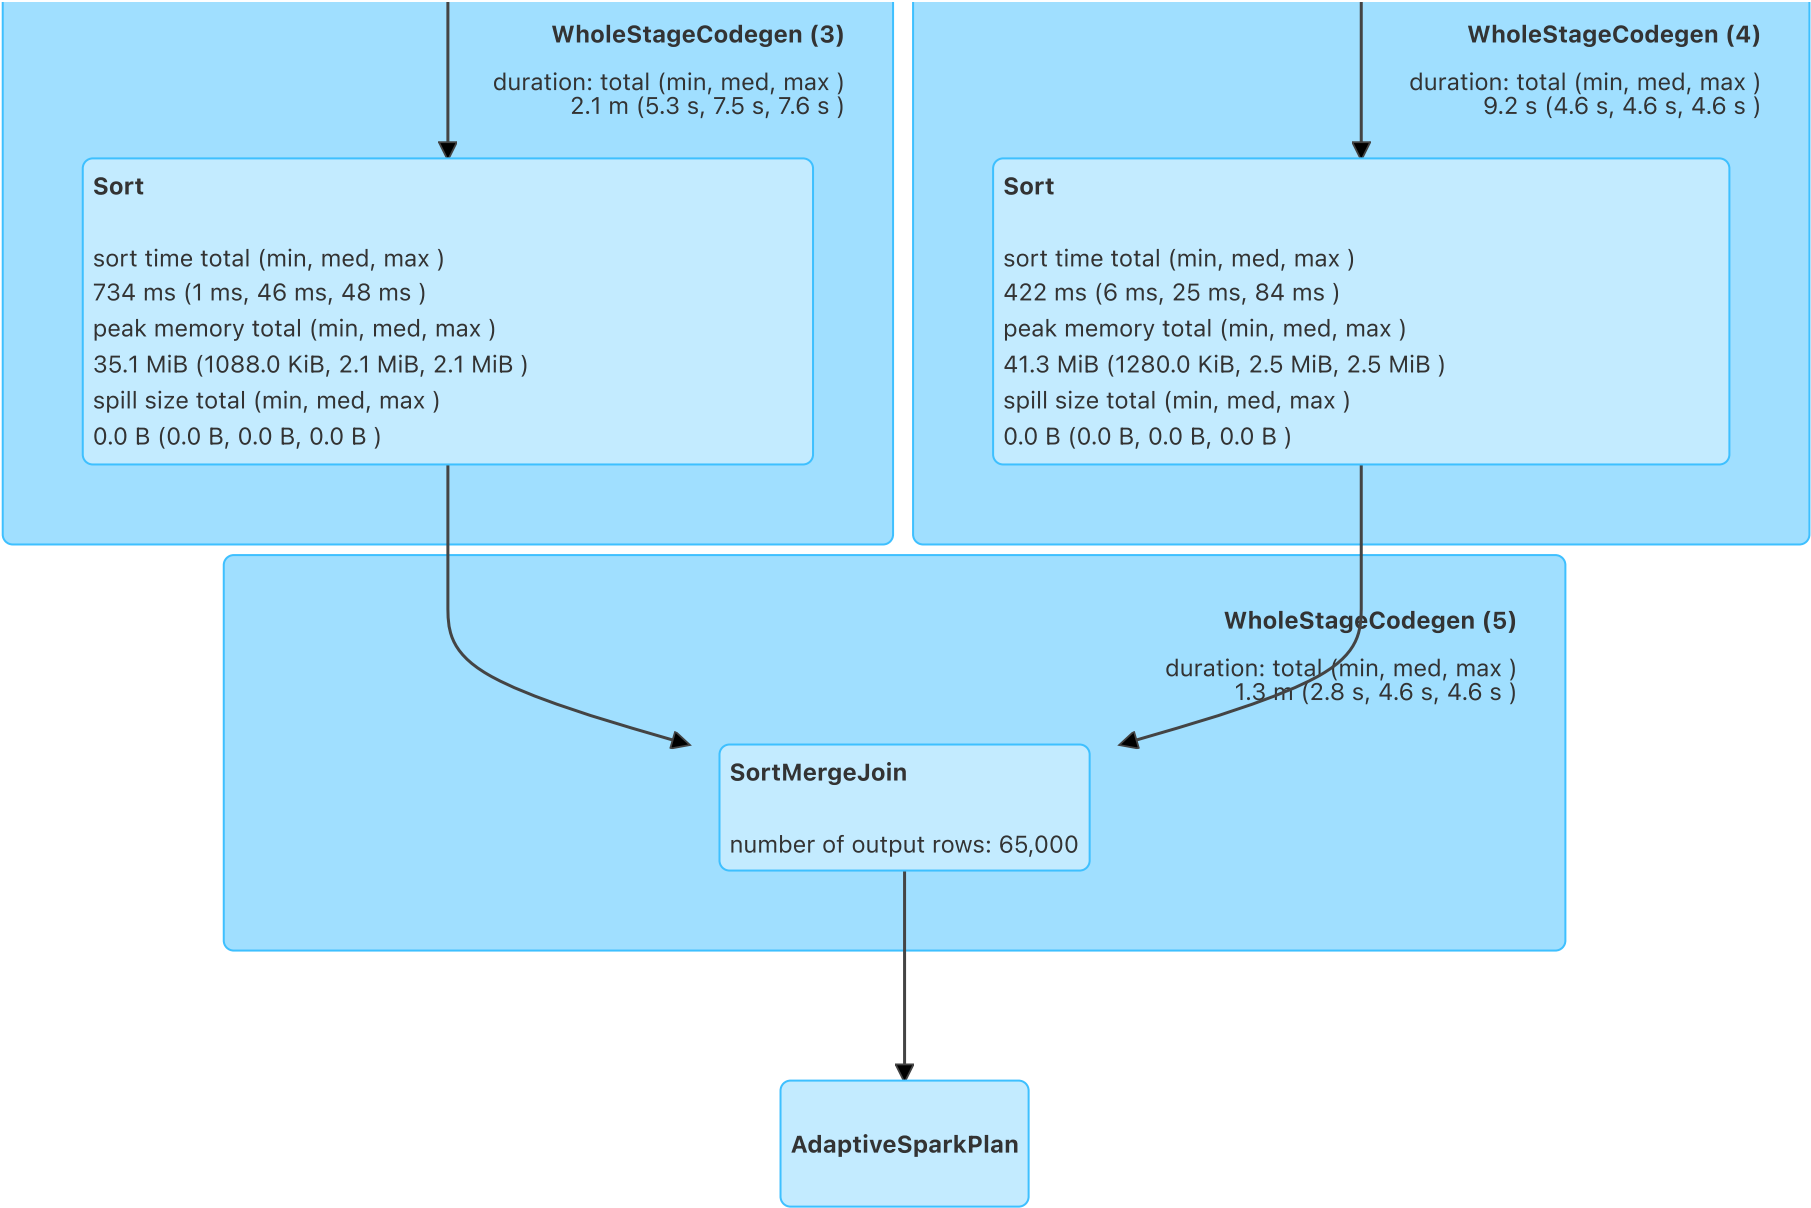 WholeStageCodegen (3)
duration: total (min, med, max )
2.1 m (5.3 s, 7.5 s, 7.6 s )
Sort
sort time total (min, med, max )
734 ms (1 ms, 46 ms, 48 ms )
peak memory total (min, med, max )
35.1 MiB (1088.0 KiB, 2.1 MiB, 2.1 MiB )
spill size total (min, med, max )
0.0 B (0.0 B, 0.0 B, 0.0 B )
WholeStageCodegen (4)
duration: total (min, med, max )
9.2 s (4.6 s, 4.6 s, 4.6 s )
Sort
sort time total (min, med, max )
422 ms (6 ms, 25 ms, 84 ms )
peak memory total (min, med, max )
41.3 MiB (1280.0 KiB, 2.5 MiB, 2.5 MiB )
spill size total (min, med, max )
0.0 B (0.0 B, 0.0 B, 0.0 B )
WholeStageCodegen (5)
duration: total (min, med, max )
1.3 m (2.8 s, 4.6 s, 4.6 s )
SortMergeJoin
number of output rows: 65,000
AdaptiveSparkPlan